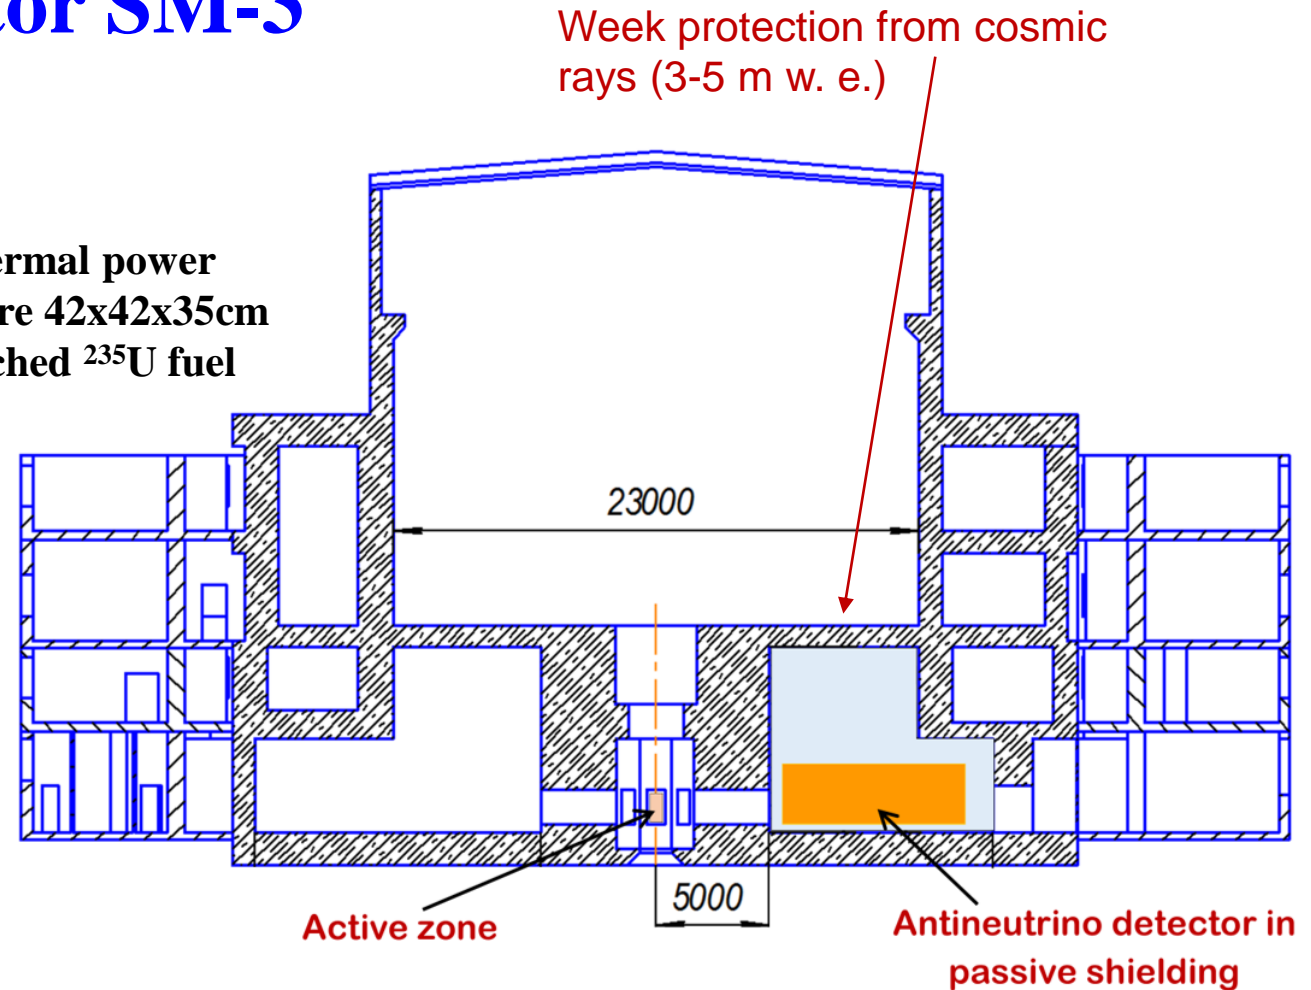 tor SM-3
Week protection from cosmic
rays (3-5 m w. e.)
ermal power
re 42x42x35cm
ched ²³⁵U fuel
23000
5000
Active zone
Antineutrino detector in
passive shielding